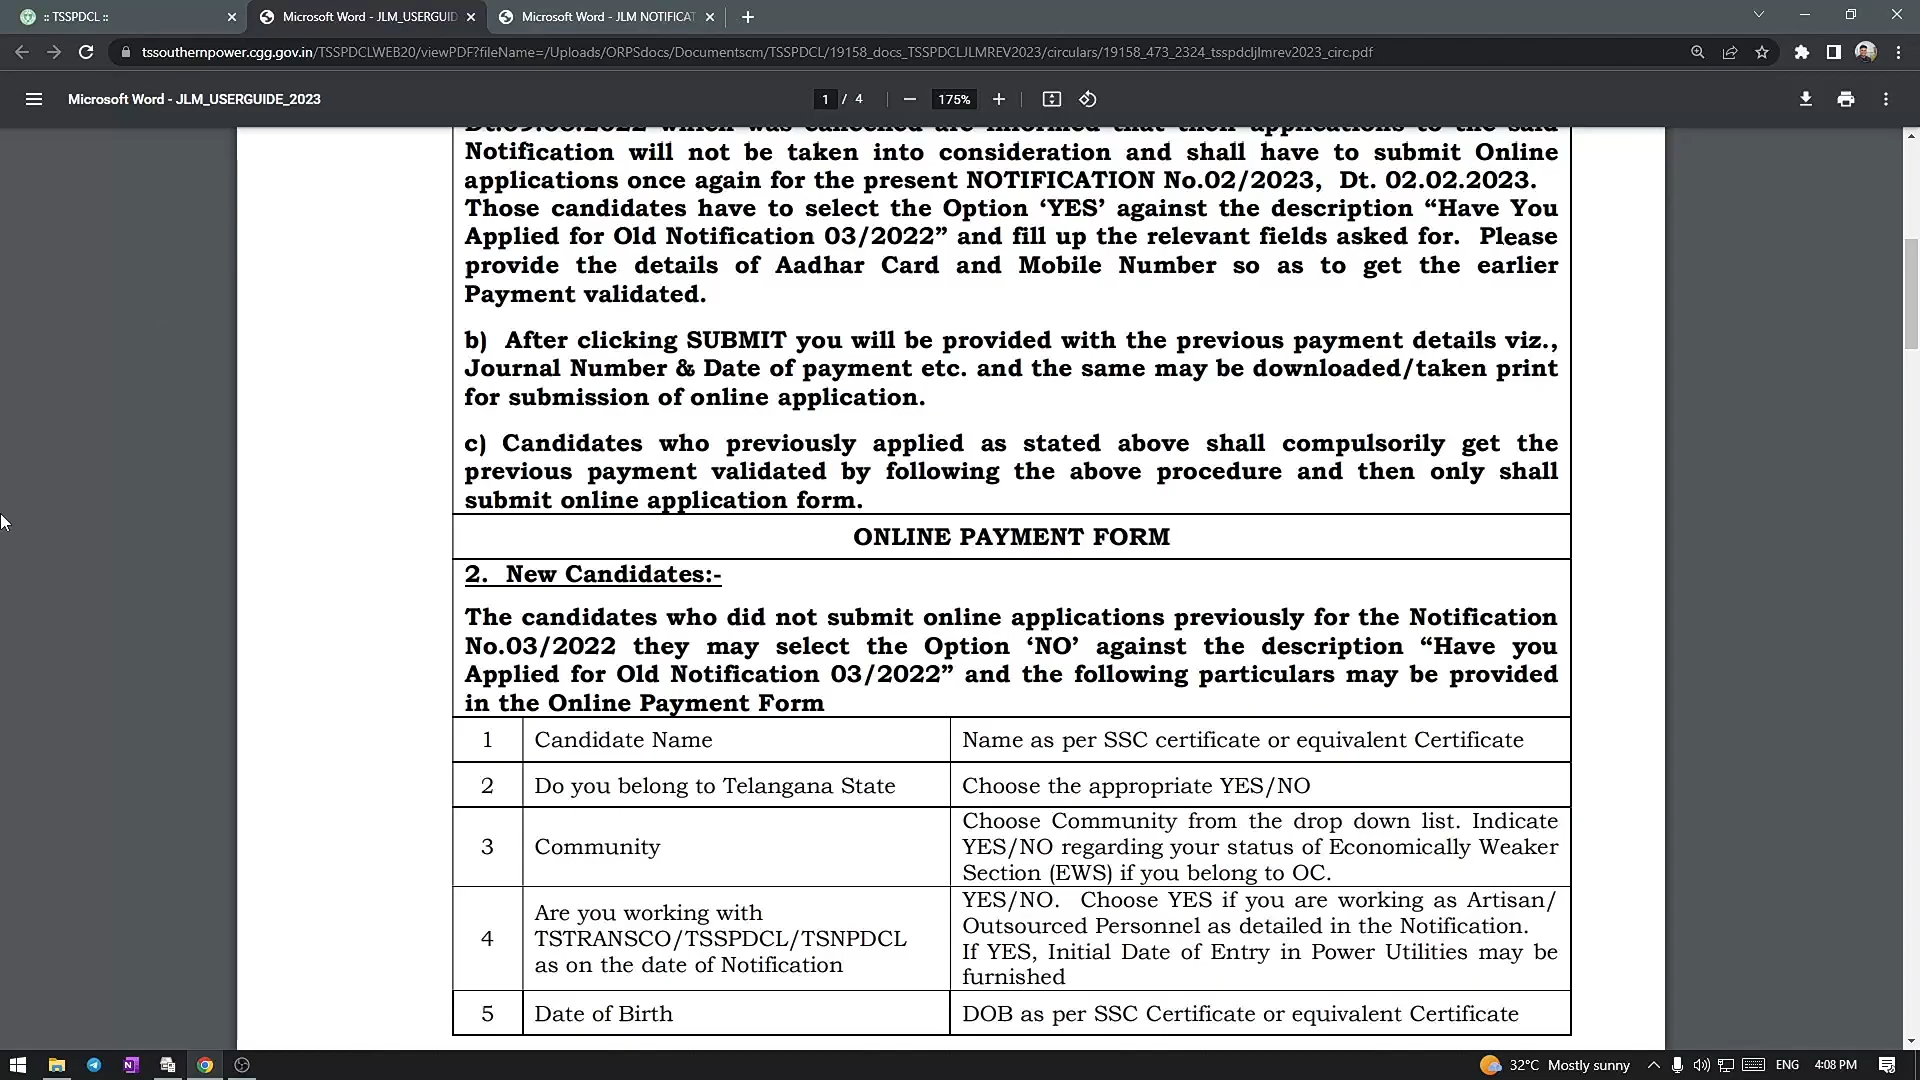 :: TSSPDCL ::
Microsoft Word - JLM_USERGUID
Microsoft Word - JLM NOTIFICAT
tssouthernpower.cgg.gov.in/TSSPDCLWEB20/viewPDF?fileName=/Uploads/ORPSdocs/Documentscm/TSSPDCL/19158_docs_TSSPDCLJLMREV2023/circulars/19158_473_2324_tsspdcljlmrev2023_circ.pdf
Microsoft Word - JLM_USERGUIDE_2023
1 / 4
175%
Dt.09.06.2022 which was cancelled are informed that their applications to the said
Notification will not be taken into consideration and shall have to submit Online
applications once again for the present NOTIFICATION No.02/2023, Dt. 02.02.2023.
Those candidates have to select the Option ‘YES’ against the description “Have You
Applied for Old Notification 03/2022” and fill up the relevant fields asked for. Please
provide the details of Aadhar Card and Mobile Number so as to get the earlier
Payment validated.
b) After clicking SUBMIT you will be provided with the previous payment details viz.,
Journal Number & Date of payment etc. and the same may be downloaded/taken print
for submission of online application.
c) Candidates who previously applied as stated above shall compulsorily get the
previous payment validated by following the above procedure and then only shall
submit online application form.
ONLINE PAYMENT FORM
2. New Candidates:-
The candidates who did not submit online applications previously for the Notification
No.03/2022 they may select the Option ‘NO’ against the description “Have you
Applied for Old Notification 03/2022” and the following particulars may be provided
in the Online Payment Form
1 Candidate Name Name as per SSC certificate or equivalent Certificate
2 Do you belong to Telangana State Choose the appropriate YES/NO
3 Community
Choose Community from the drop down list. Indicate
YES/NO regarding your status of Economically Weaker
Section (EWS) if you belong to OC.
4
Are you working with
TSTRANSCO/TSSPDCL/TSNPDCL
as on the date of Notification
YES/NO. Choose YES if you are working as Artisan/
Outsourced Personnel as detailed in the Notification.
If YES, Initial Date of Entry in Power Utilities may be
furnished
5 Date of Birth DOB as per SSC Certificate or equivalent Certificate
32°C Mostly sunny
ENG
4:08 PM